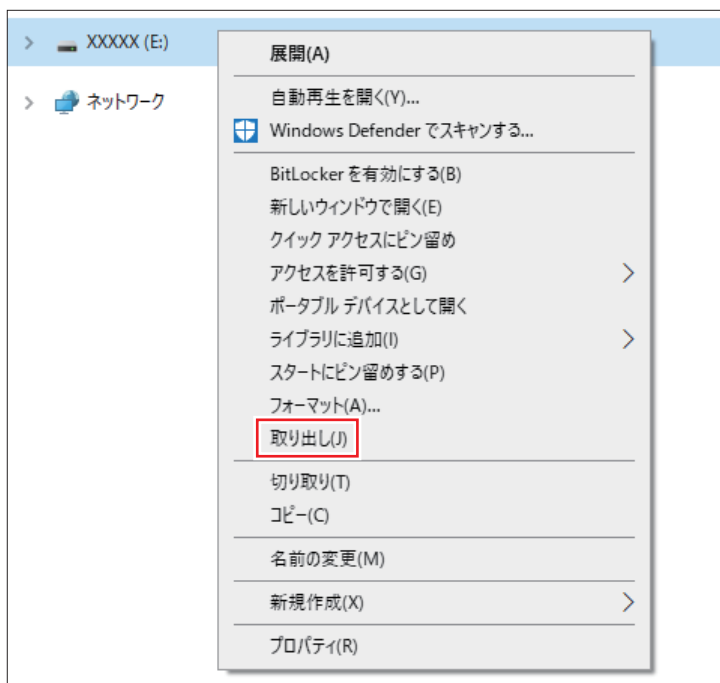 XXXXX (E:)
展開(A)
ネットワーク
自動再生を開く(Y)...
Windows Defender でスキャンする...
BitLocker を有効にする(B)
新しいウィンドウで開く(E)
クイック アクセスにピン留め
アクセスを許可する(G)
ポータブル デバイスとして開く
ライブラリに追加(I)
スタートにピン留めする(P)
フォーマット(A)...
取り出し(J)
切り取り(T)
コピー(C)
名前の変更(M)
新規作成(X)
プロパティ(R)